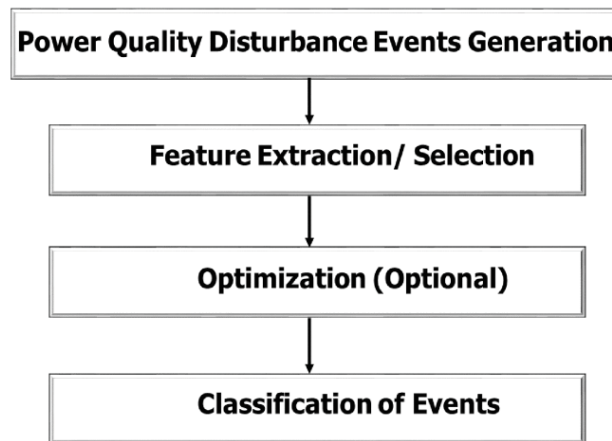 Power Quality Disturbance Events Generation
Feature Extraction/ Selection
Optimization (Optional)
Classification of Events